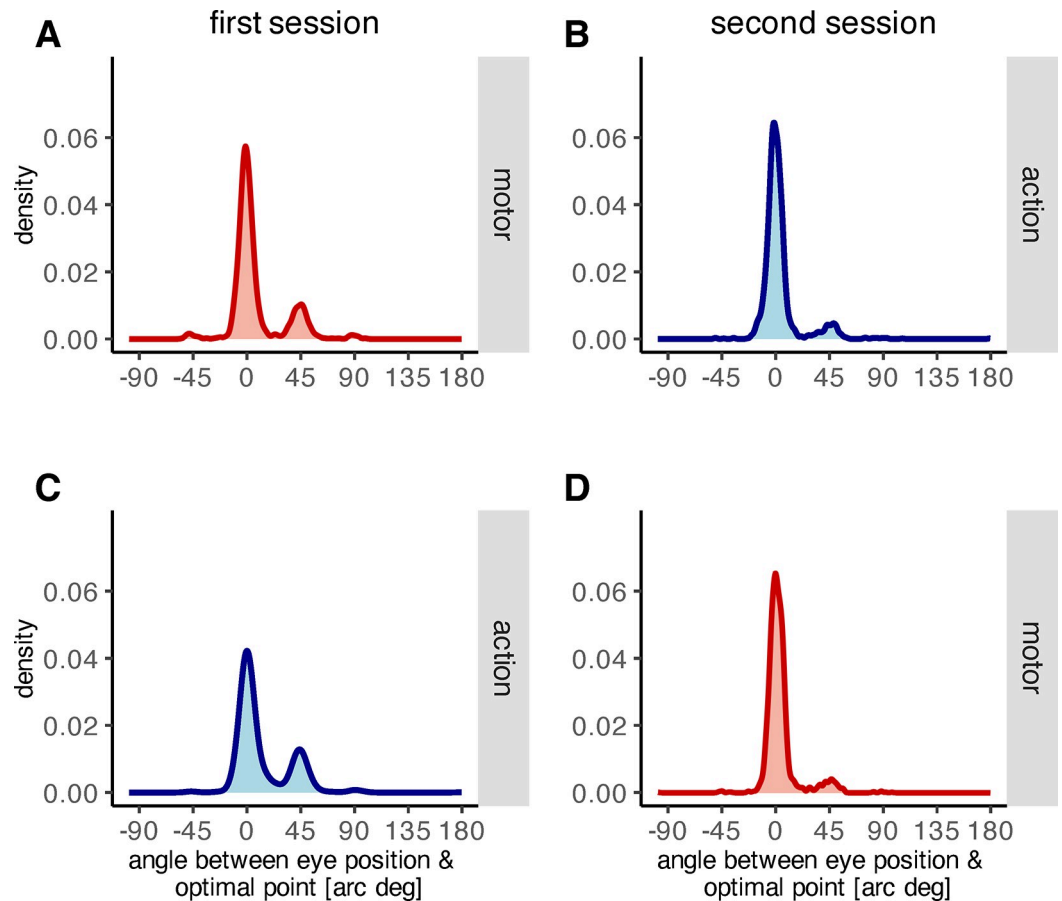 A
first session
B
second session
density
0.06
0.04
0.02
0.00
-90 -45 0 45 90 135 180
motor
0.06
0.04
0.02
0.00
-90 -45 0 45 90 135 180
action
C
density
0.06
0.04
0.02
0.00
-90 -45 0 45 90 135 180
angle between eye position &
optimal point [arc deg]
action
D
0.06
0.04
0.02
0.00
-90 -45 0 45 90 135 180
angle between eye position &
optimal point [arc deg]
motor